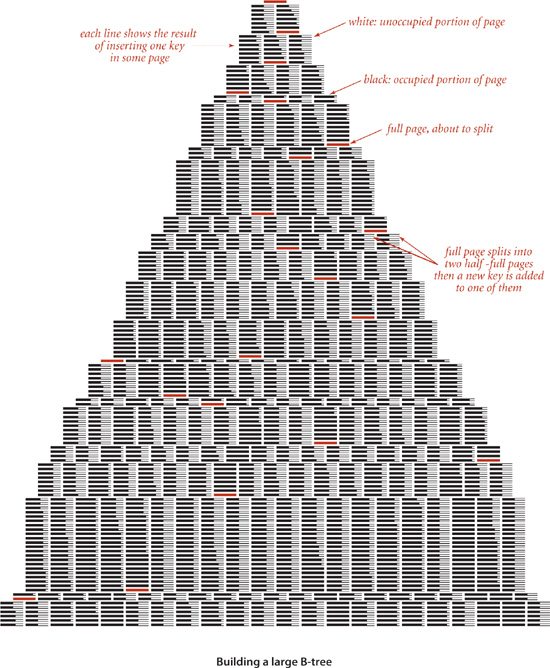 white: unoccupied portion of page
each line shows the result
of inserting one key
in some page
black: occupied portion of page
full page, about to split
full page splits into
two half -full pages
then a new key is added
to one of them
Building a large B-tree